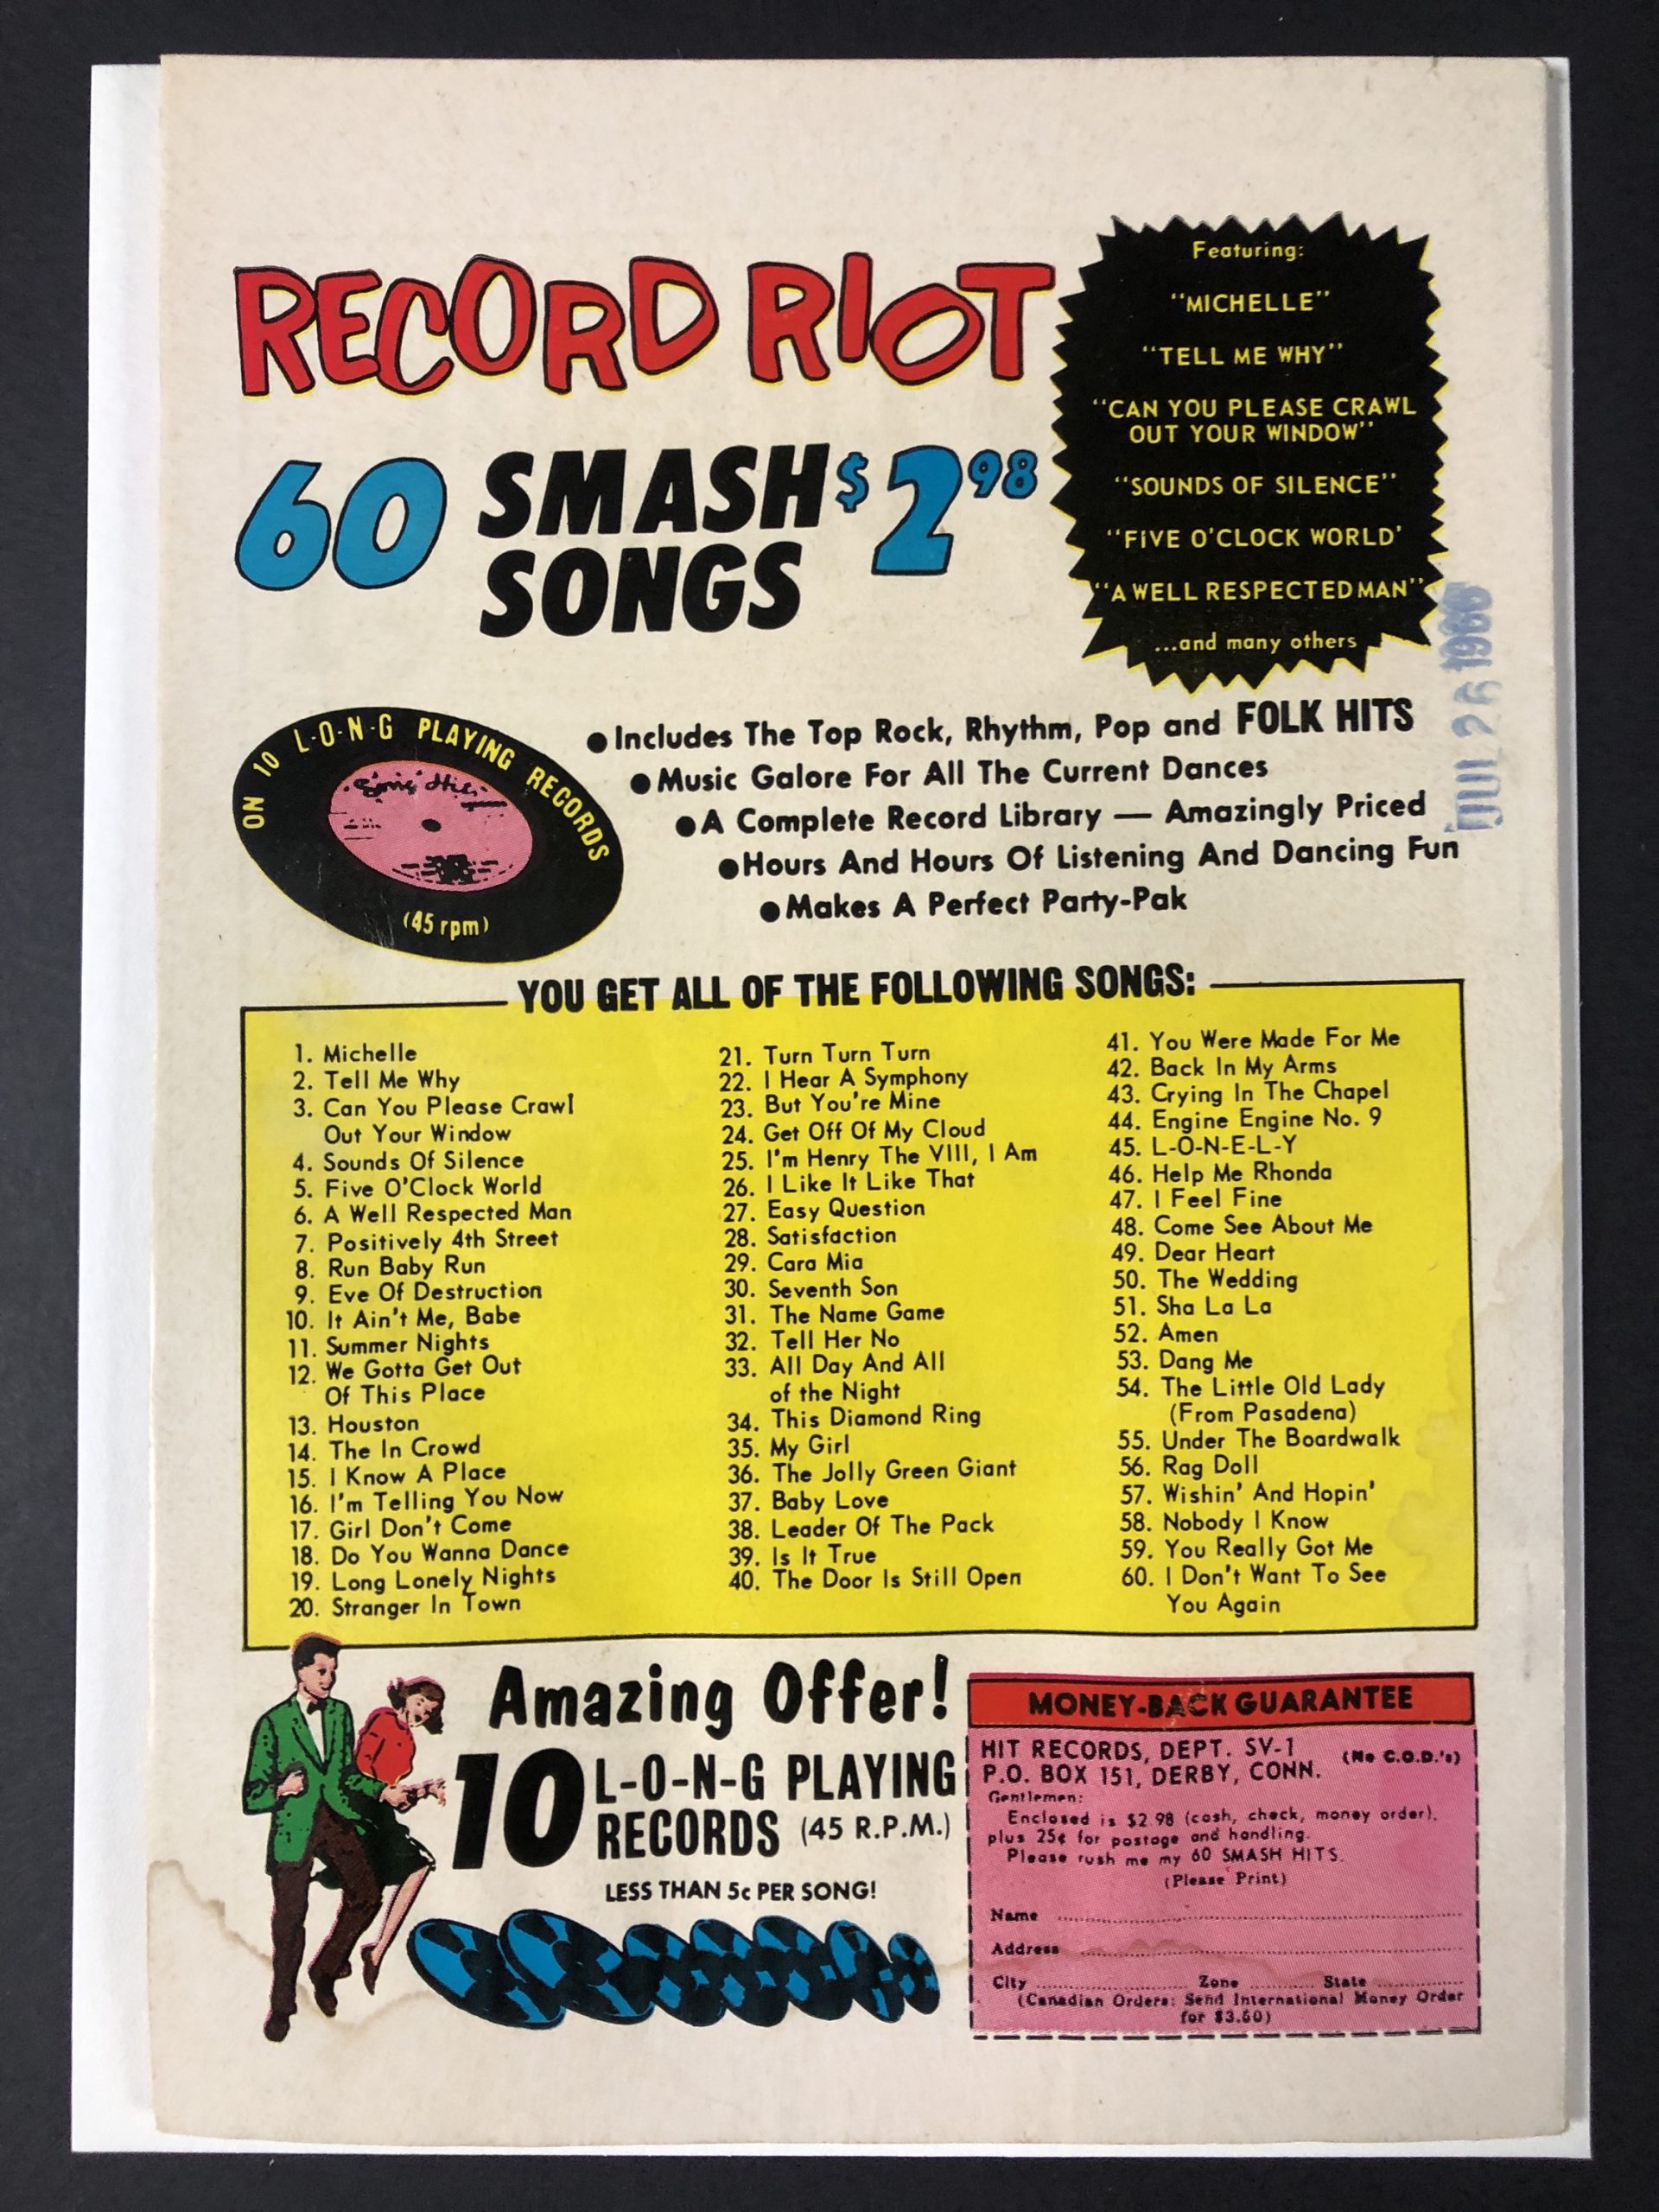 RECORD RIOT
60 SMASH SONGS $2.98
Featuring:
"MICHELLE"
"TELL ME WHY"
"CAN YOU PLEASE CRAWL
OUT YOUR WINDOW"
"SOUNDS OF SILENCE"
"FIVE O'CLOCK WORLD'
"A WELL RESPECTED MAN"
...and many others
JUL 26 1966
ON 10 L-O-N-G PLAYING RECORDS
(45 rpm)
● Includes The Top Rock, Rhythm, Pop and FOLK HITS
● Music Galore For All The Current Dances
● A Complete Record Library — Amazingly Priced
● Hours And Hours Of Listening And Dancing Fun
● Makes A Perfect Party-Pak
YOU GET ALL OF THE FOLLOWING SONGS:
1. Michelle
2. Tell Me Why
3. Can You Please Crawl
Out Your Window
4. Sounds Of Silence
5. Five O'Clock World
6. A Well Respected Man
7. Positively 4th Street
8. Run Baby Run
9. Eve Of Destruction
10. It Ain't Me, Babe
11. Summer Nights
12. We Gotta Get Out
Of This Place
13. Houston
14. The In Crowd
15. I Know A Place
16. I'm Telling You Now
17. Girl Don't Come
18. Do You Wanna Dance
19. Long Lonely Nights
20. Stranger In Town
21. Turn Turn Turn
22. I Hear A Symphony
23. But You're Mine
24. Get Off Of My Cloud
25. I'm Henry The VIII, I Am
26. I Like It Like That
27. Easy Question
28. Satisfaction
29. Cara Mia
30. Seventh Son
31. The Name Game
32. Tell Her No
33. All Day And All
of the Night
34. This Diamond Ring
35. My Girl
36. The Jolly Green Giant
37. Baby Love
38. Leader Of The Pack
39. Is It True
40. The Door Is Still Open
41. You Were Made For Me
42. Back In My Arms
43. Crying In The Chapel
44. Engine Engine No. 9
45. L-O-N-E-L-Y
46. Help Me Rhonda
47. I Feel Fine
48. Come See About Me
49. Dear Heart
50. The Wedding
51. Sha La La
52. Amen
53. Dang Me
54. The Little Old Lady
(From Pasadena)
55. Under The Boardwalk
56. Rag Doll
57. Wishin' And Hopin'
58. Nobody I Know
59. You Really Got Me
60. I Don't Want To See
You Again
Amazing Offer!
10 L-O-N-G PLAYING
RECORDS (45 R.P.M.)
LESS THAN 5c PER SONG!
MONEY-BACK GUARANTEE
HIT RECORDS, DEPT. SV-1 (No C.O.D.'s)
P.O. BOX 151, DERBY, CONN.
Gentlemen:
Enclosed is $2.98 (cash, check, money order),
plus 25¢ for postage and handling.
Please rush me my 60 SMASH HITS.
(Please Print)
Name
Address
City Zone State
(Canadian Orders: Send International Money Order
for $3.60)